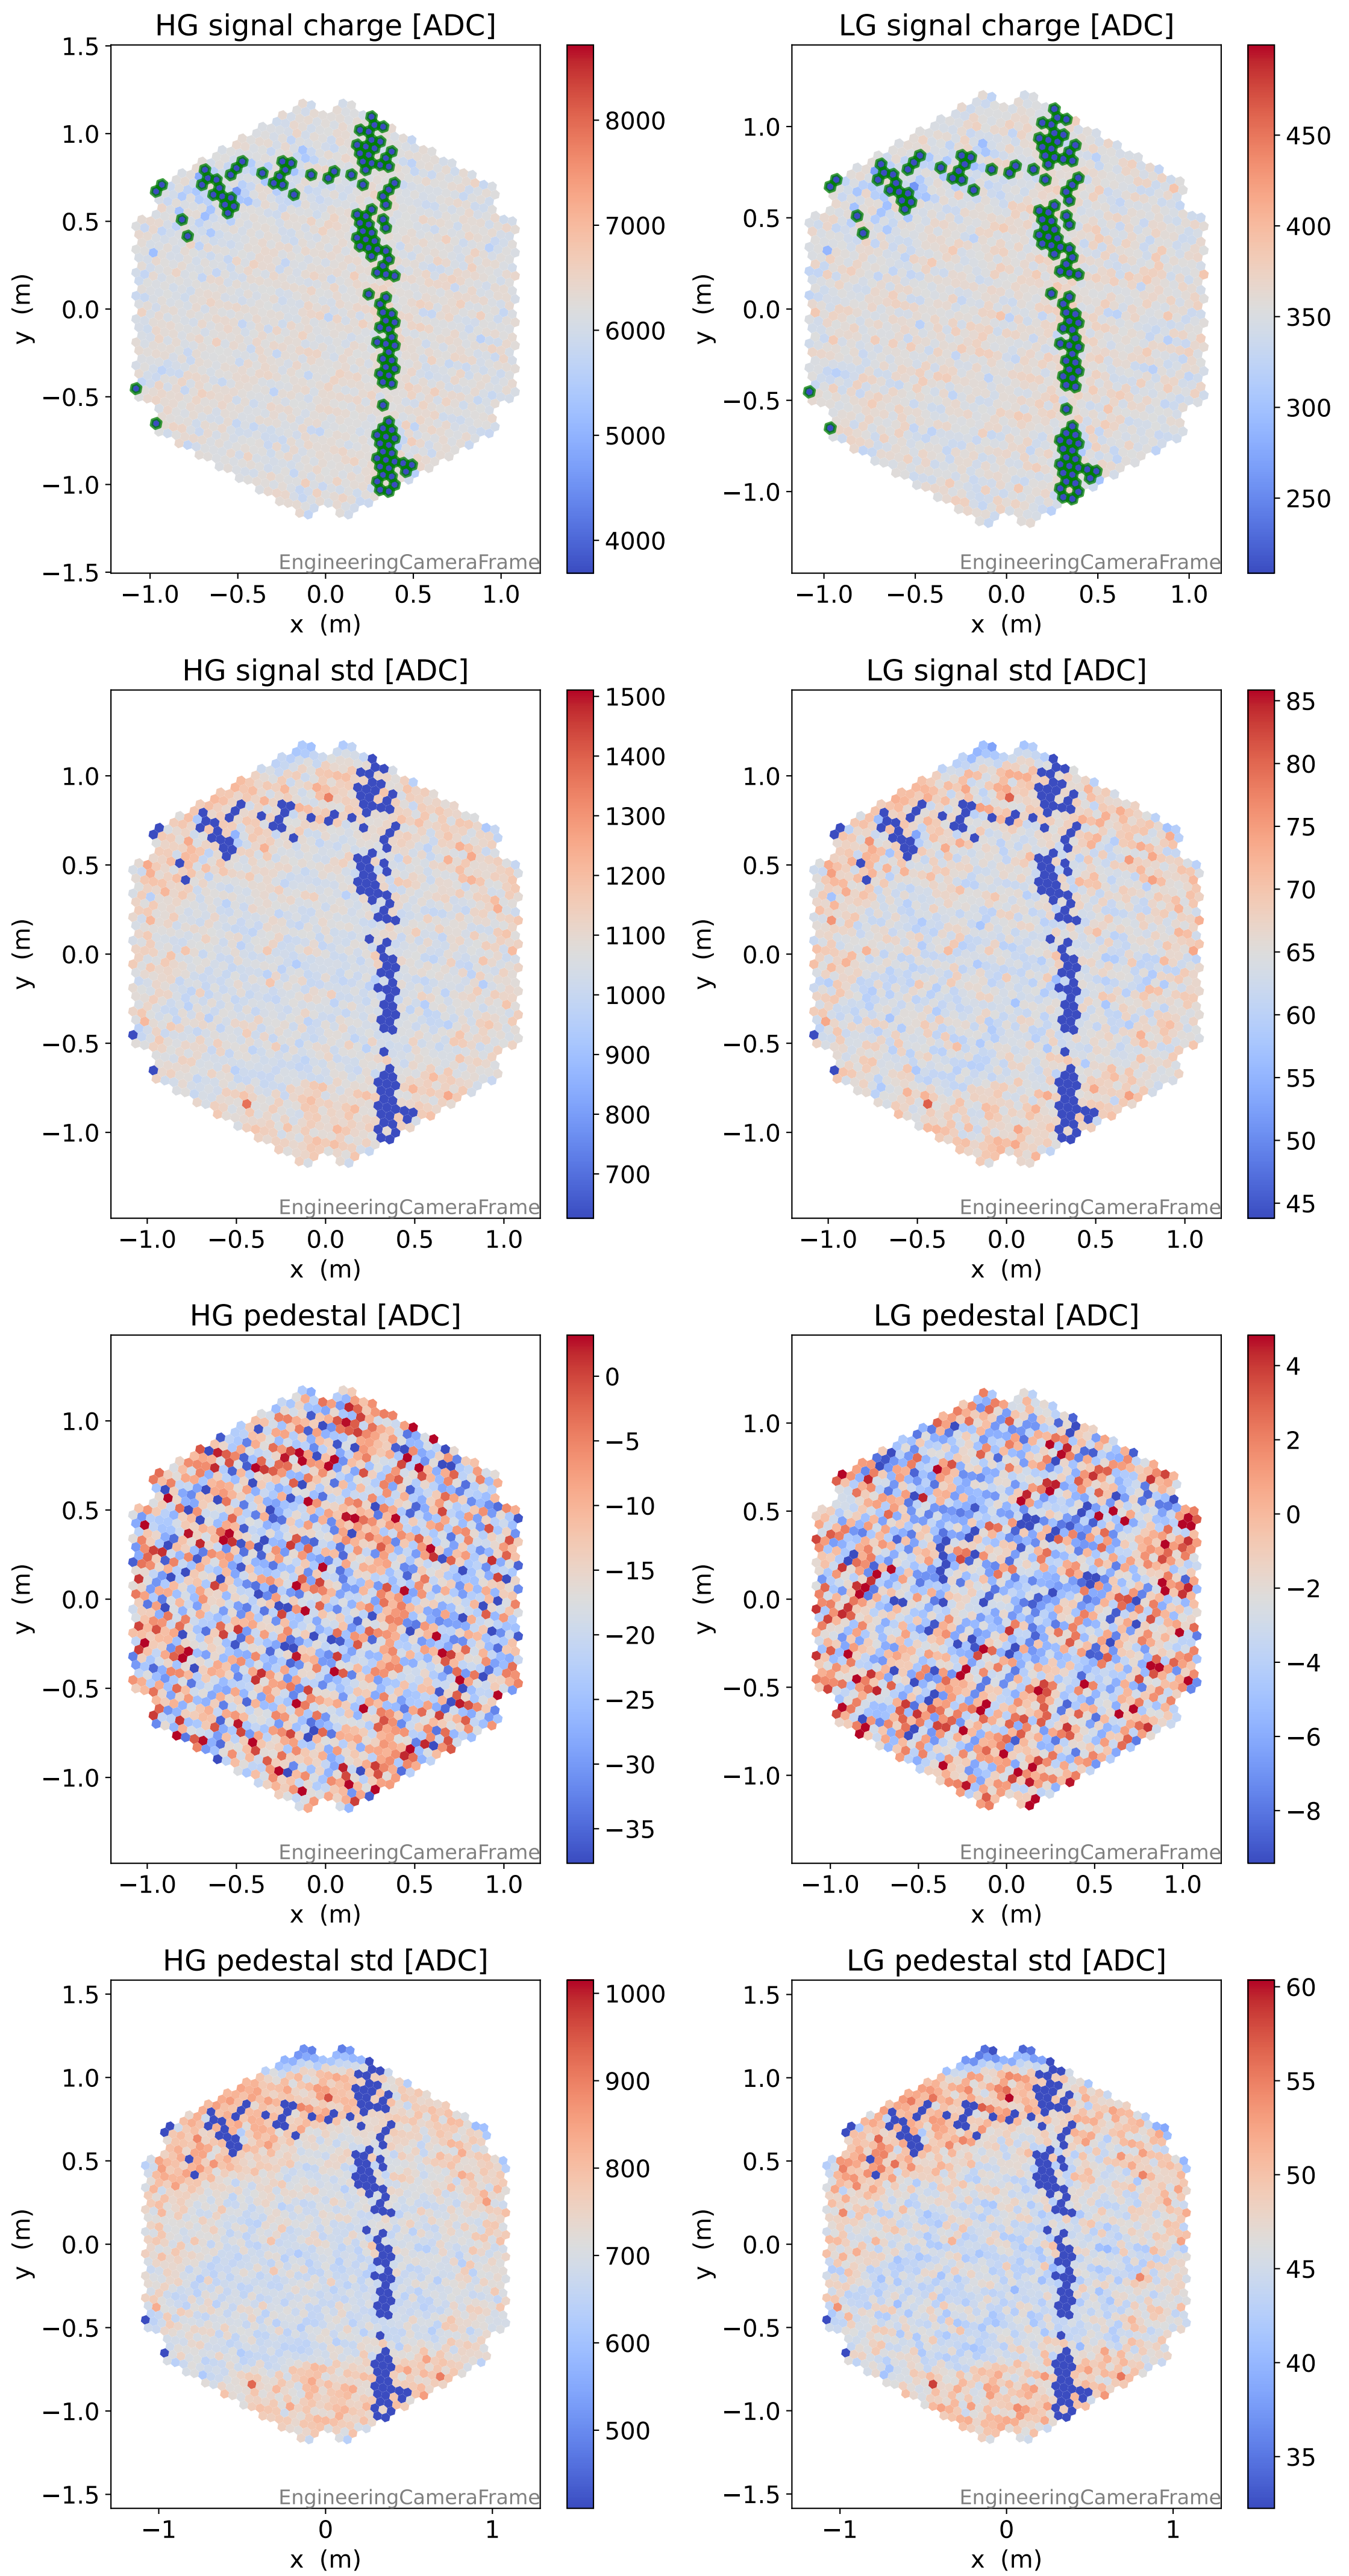 HG signal charge [ADC]
1.5
1.0
0.5
0.0
−0.5
−1.0
−1.5
y (m)
−1.0 −0.5 0.0 0.5 1.0
x (m)
EngineeringCameraFrame
8000
7000
6000
5000
4000
LG signal charge [ADC]
1.0
0.5
0.0
−0.5
−1.0
y (m)
−1.0 −0.5 0.0 0.5 1.0
x (m)
EngineeringCameraFrame
450
400
350
300
250
HG signal std [ADC]
1.0
0.5
0.0
−0.5
−1.0
y (m)
−1.0 −0.5 0.0 0.5 1.0
x (m)
EngineeringCameraFrame
1500
1400
1300
1200
1100
1000
900
800
700
LG signal std [ADC]
1.0
0.5
0.0
−0.5
−1.0
y (m)
−1.0 −0.5 0.0 0.5 1.0
x (m)
EngineeringCameraFrame
85
80
75
70
65
60
55
50
45
HG pedestal [ADC]
1.0
0.5
0.0
−0.5
−1.0
y (m)
−1.0 −0.5 0.0 0.5 1.0
x (m)
EngineeringCameraFrame
0
−5
−10
−15
−20
−25
−30
−35
LG pedestal [ADC]
1.0
0.5
0.0
−0.5
−1.0
y (m)
−1.0 −0.5 0.0 0.5 1.0
x (m)
EngineeringCameraFrame
4
2
0
−2
−4
−6
−8
HG pedestal std [ADC]
1.5
1.0
0.5
0.0
−0.5
−1.0
−1.5
y (m)
−1 0 1
x (m)
EngineeringCameraFrame
1000
900
800
700
600
500
LG pedestal std [ADC]
1.5
1.0
0.5
0.0
−0.5
−1.0
−1.5
y (m)
−1 0 1
x (m)
EngineeringCameraFrame
60
55
50
45
40
35